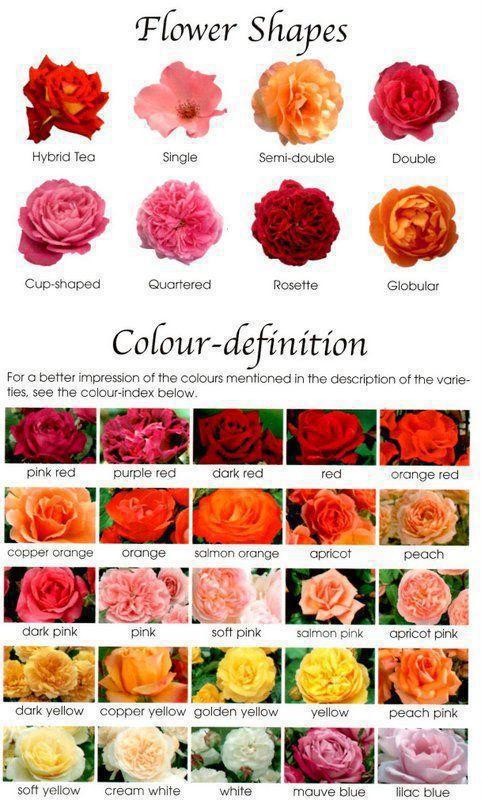 Flower Shapes
Hybrid Tea Single Semi-double Double
Cup-shaped Quartered Rosette Globular
Colour-definition
For a better impression of the colours mentioned in the description of the varie-
ties, see the colour-index below.
pink red purple red dark red red orange red
copper orange orange salmon orange apricot peach
dark pink pink soft pink salmon pink apricot pink
dark yellow copper yellow golden yellow yellow peach pink
soft yellow cream white white mauve blue lilac blue